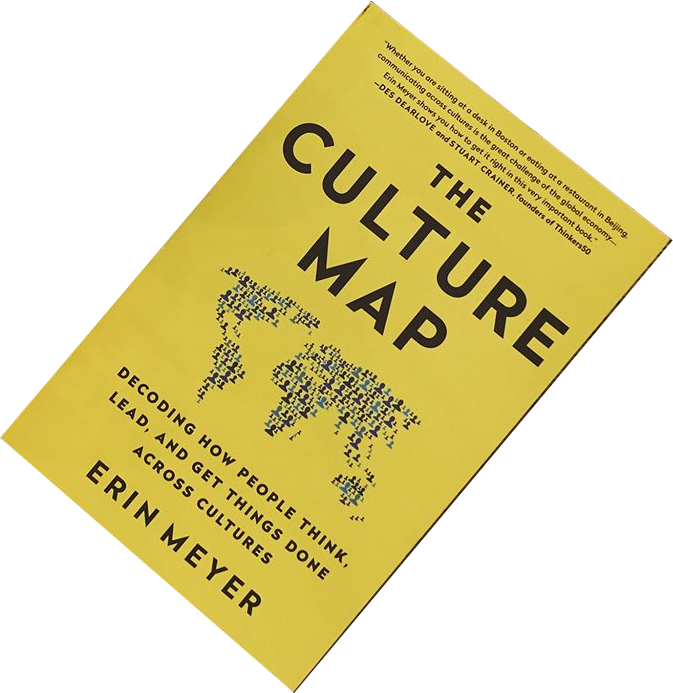 "Whether you are sitting at a desk in Boston or eating at a restaurant in Beijing,
communicating across cultures is the great challenge of the global economy—
Erin Meyer shows you how to get it right in this very important book."
—DES DEARLOVE and STUART CRAINER, founders of Thinkers50
THE
CULTURE
MAP
DECODING HOW PEOPLE THINK,
LEAD, AND GET THINGS DONE
ACROSS CULTURES
ERIN MEYER